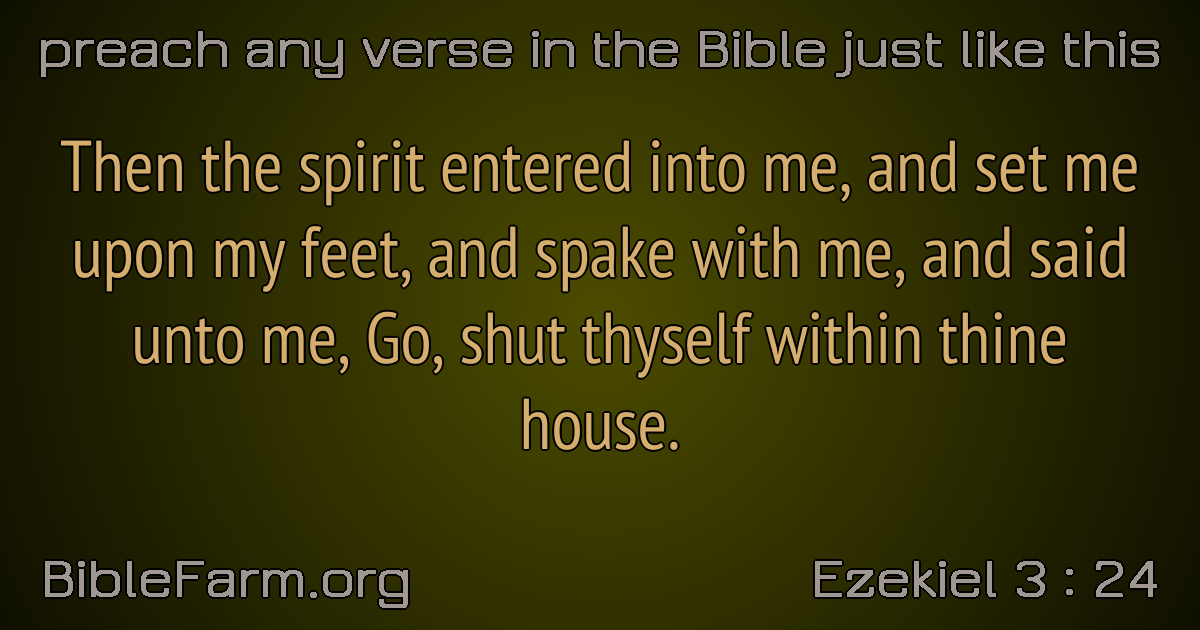 preach any verse in the Bible just like this
Then the spirit entered into me, and set me
upon my feet, and spake with me, and said
unto me, Go, shut thyself within thine
house.
BibleFarm.org
Ezekiel 3 : 24